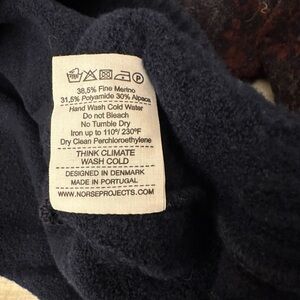 38,5% Fine Merino
31,5% Polyamide 30% Alpaca
Hand Wash Cold Water
Do not Bleach
No Tumble Dry
Iron up to 110º/ 230ºF
Dry Clean Perchloroethylene
THINK CLIMATE
WASH COLD
DESIGNED IN DENMARK
MADE IN PORTUGAL
WWW.NORSEPROJECTS.COM